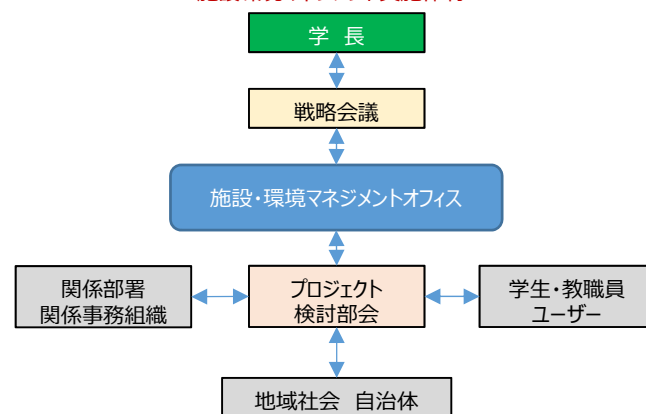 学 長
戦略会議
施設・環境マネジメントオフィス
関係部署
関係事務組織
プロジェクト
検討部会
学生・教職員
ユーザー
地域社会 自治体